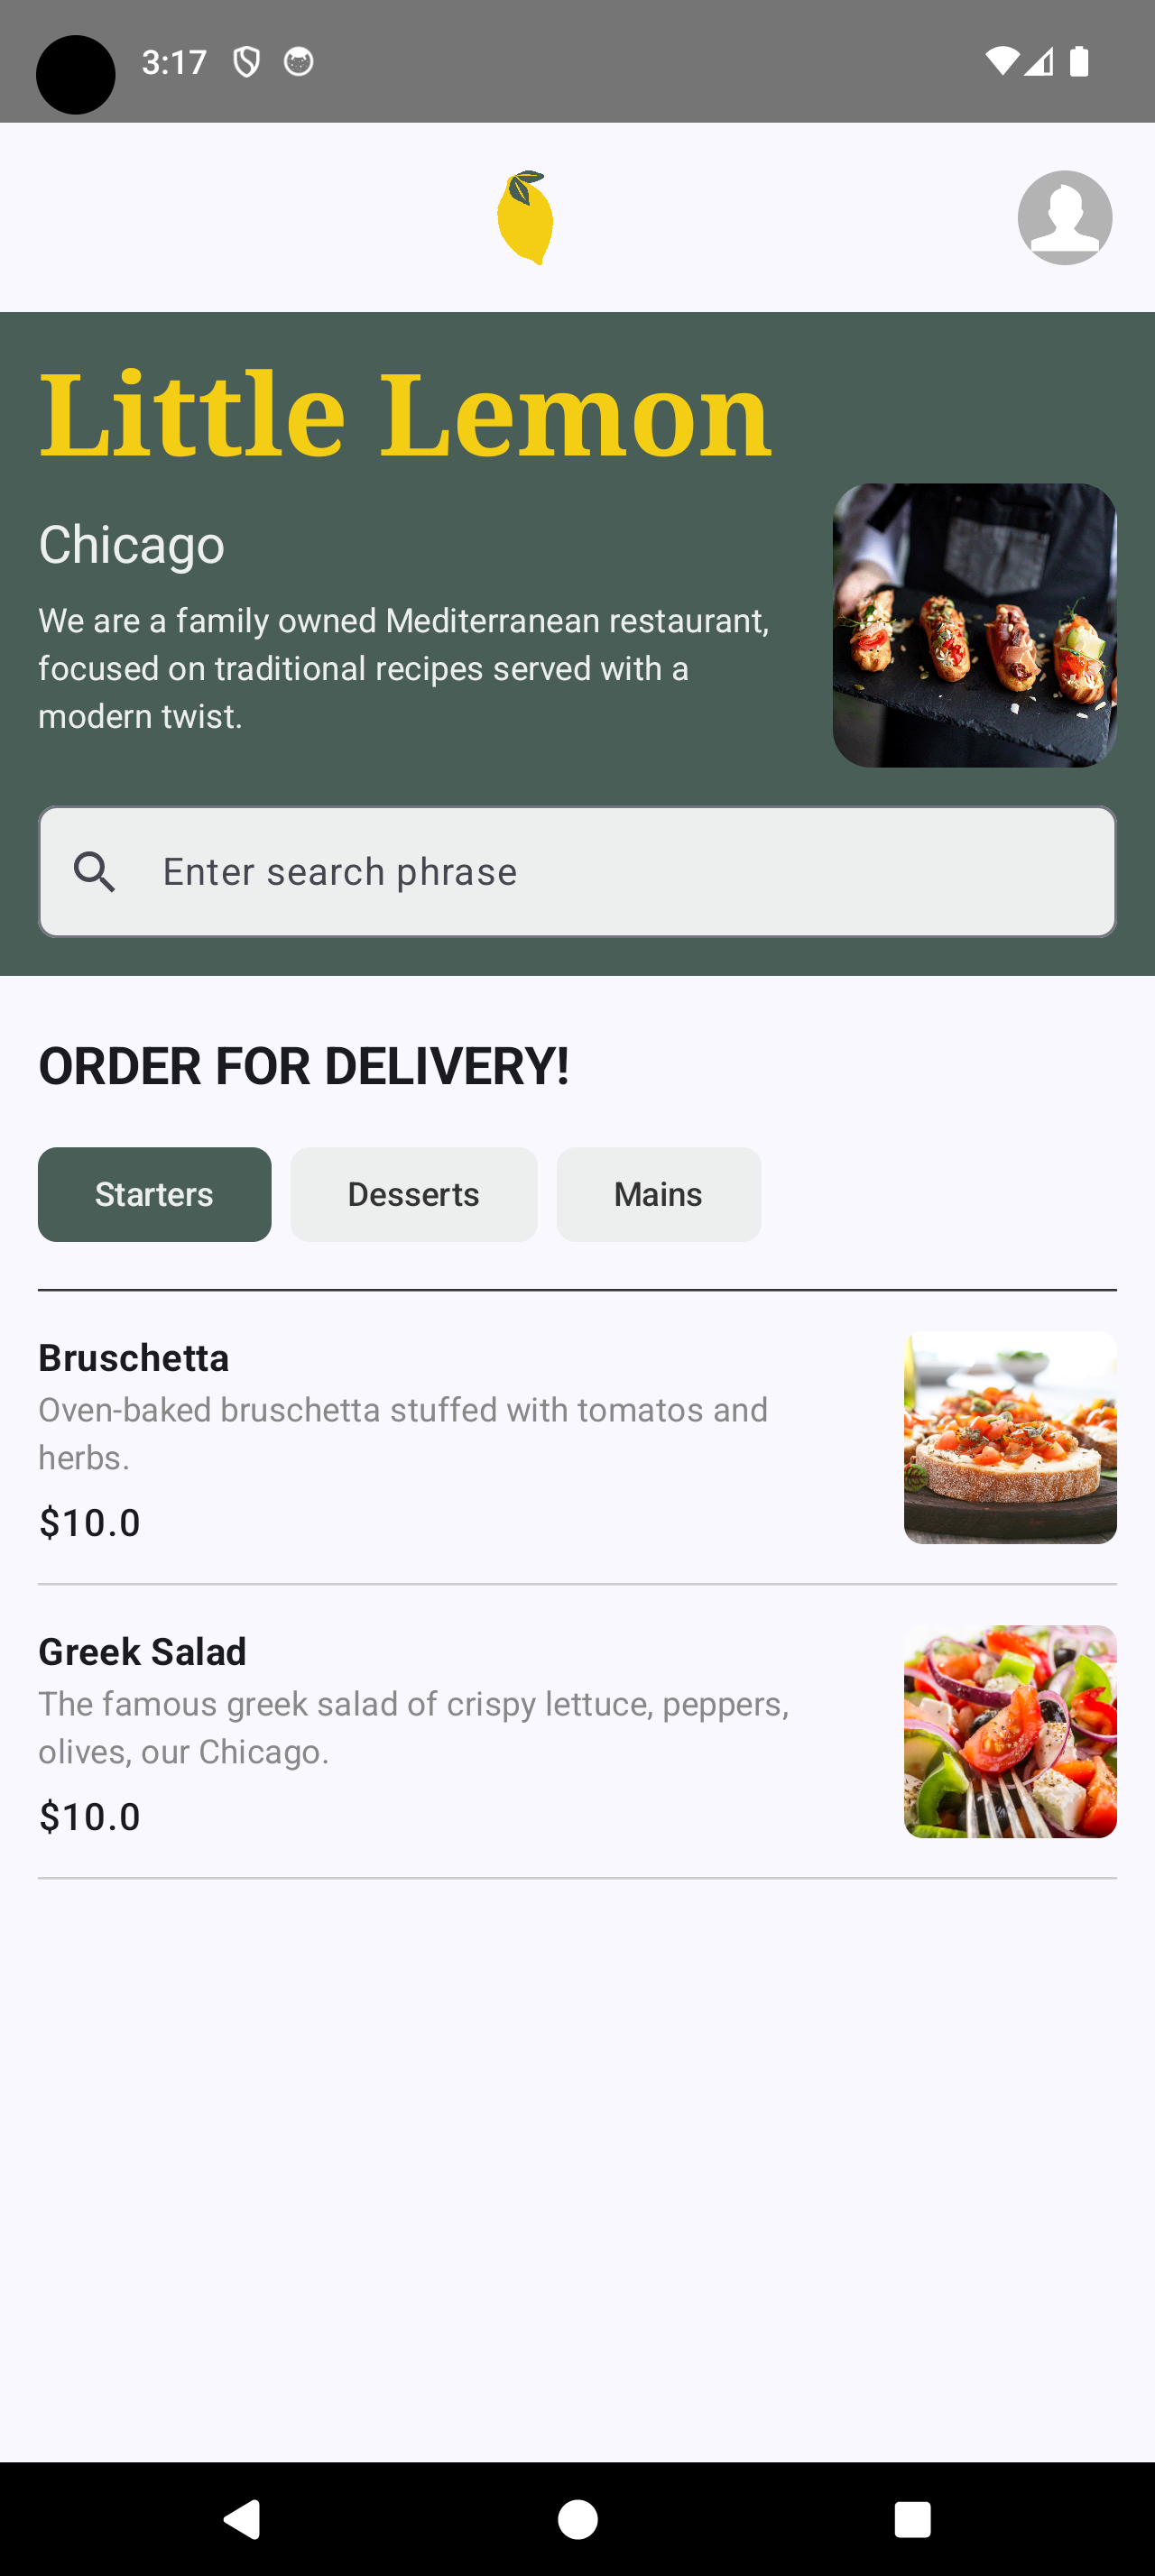 3:17
Little Lemon
Chicago
We are a family owned Mediterranean restaurant,
focused on traditional recipes served with a
modern twist.
Enter search phrase
ORDER FOR DELIVERY!
Starters
Desserts
Mains
Bruschetta
Oven-baked bruschetta stuffed with tomatos and
herbs.
$10.0
Greek Salad
The famous greek salad of crispy lettuce, peppers,
olives, our Chicago.
$10.0